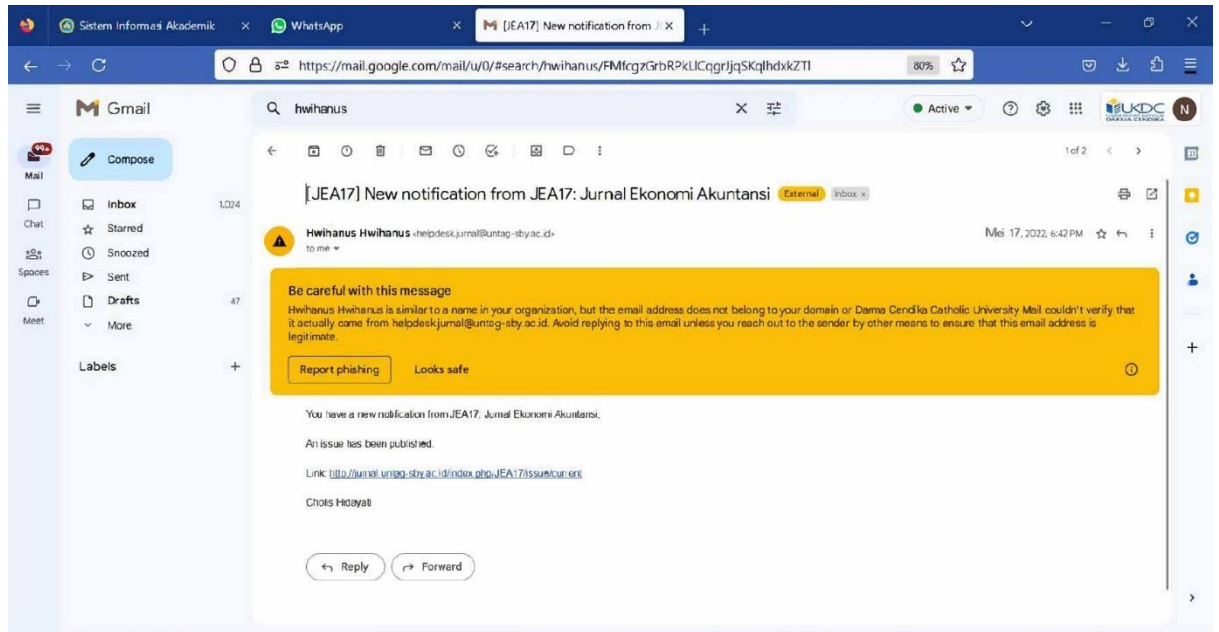 Sistem Informasi Akademik
WhatsApp
[JEA17] New notification from J
https://mail.google.com/mail/u/0/#search/hwihanus/
80%
Gmail
hwihanus
Active
UKDC
N
99+
Mail
Compose
1 of 2
Inbox 1,024
Chat
Starred
Snoozed
Spaces
Sent
Drafts 47
Meet
More
Labels
[JEA17] New notification from JEA17: Jurnal Ekonomi Akuntansi External Inbox x
Hwihanus Hwihanus <helpdesk.jurnal@untag-sby.ac.id> Mei 17, 2022, 6:42 PM
to me
Be careful with this message
Hwihanus Hwihanus is similar to a name in your organization, but the email address does not belong to your domain or Darma Cendika Catholic University Mail couldn't verify that
it actually came from helpdesk.jurnal@untag-sby.ac.id. Avoid replying to this email unless you reach out to the sender by other means to ensure that this email address is
legitimate.
Report phishing Looks safe
You have a new notification from JEA17: Jurnal Ekonomi Akuntansi:
An issue has been published.
Link: http://jurnal.untag-sby.ac.id/index.php/JEA17/issue/current
Cholis Hidayati
Reply Forward